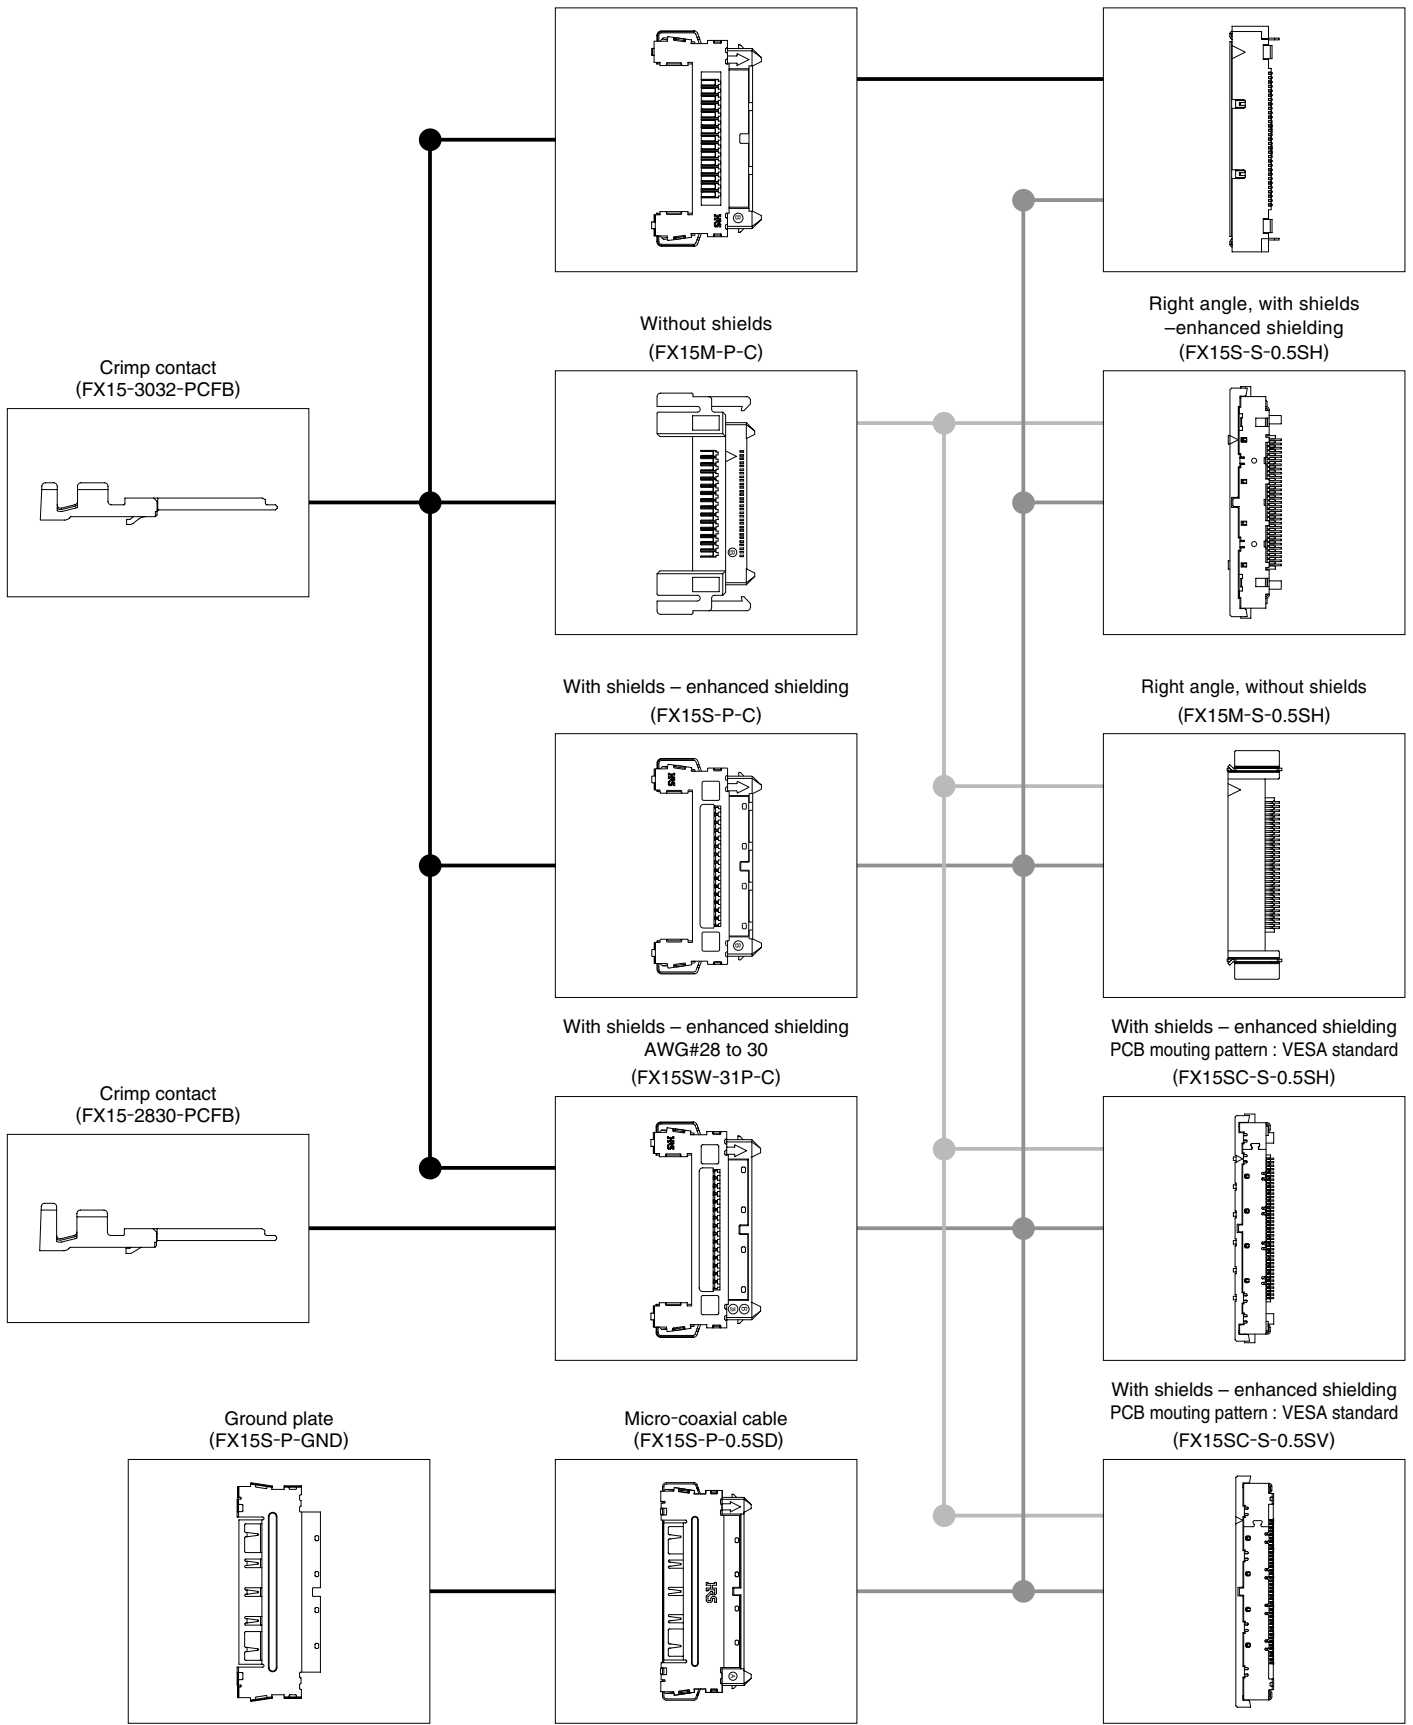 Without shields
(FX15M-P-C)
Right angle, with shields
–enhanced shielding
(FX15S-S-0.5SH)
Crimp contact
(FX15-3032-PCFB)
With shields – enhanced shielding
(FX15S-P-C)
Right angle, without shields
(FX15M-S-0.5SH)
With shields – enhanced shielding
AWG#28 to 30
(FX15SW-31P-C)
With shields – enhanced shielding
PCB mouting pattern : VESA standard
(FX15SC-S-0.5SH)
Crimp contact
(FX15-2830-PCFB)
Ground plate
(FX15S-P-GND)
Micro-coaxial cable
(FX15S-P-0.5SD)
With shields – enhanced shielding
PCB mouting pattern : VESA standard
(FX15SC-S-0.5SV)
HRS
HRS
HRS
HRS